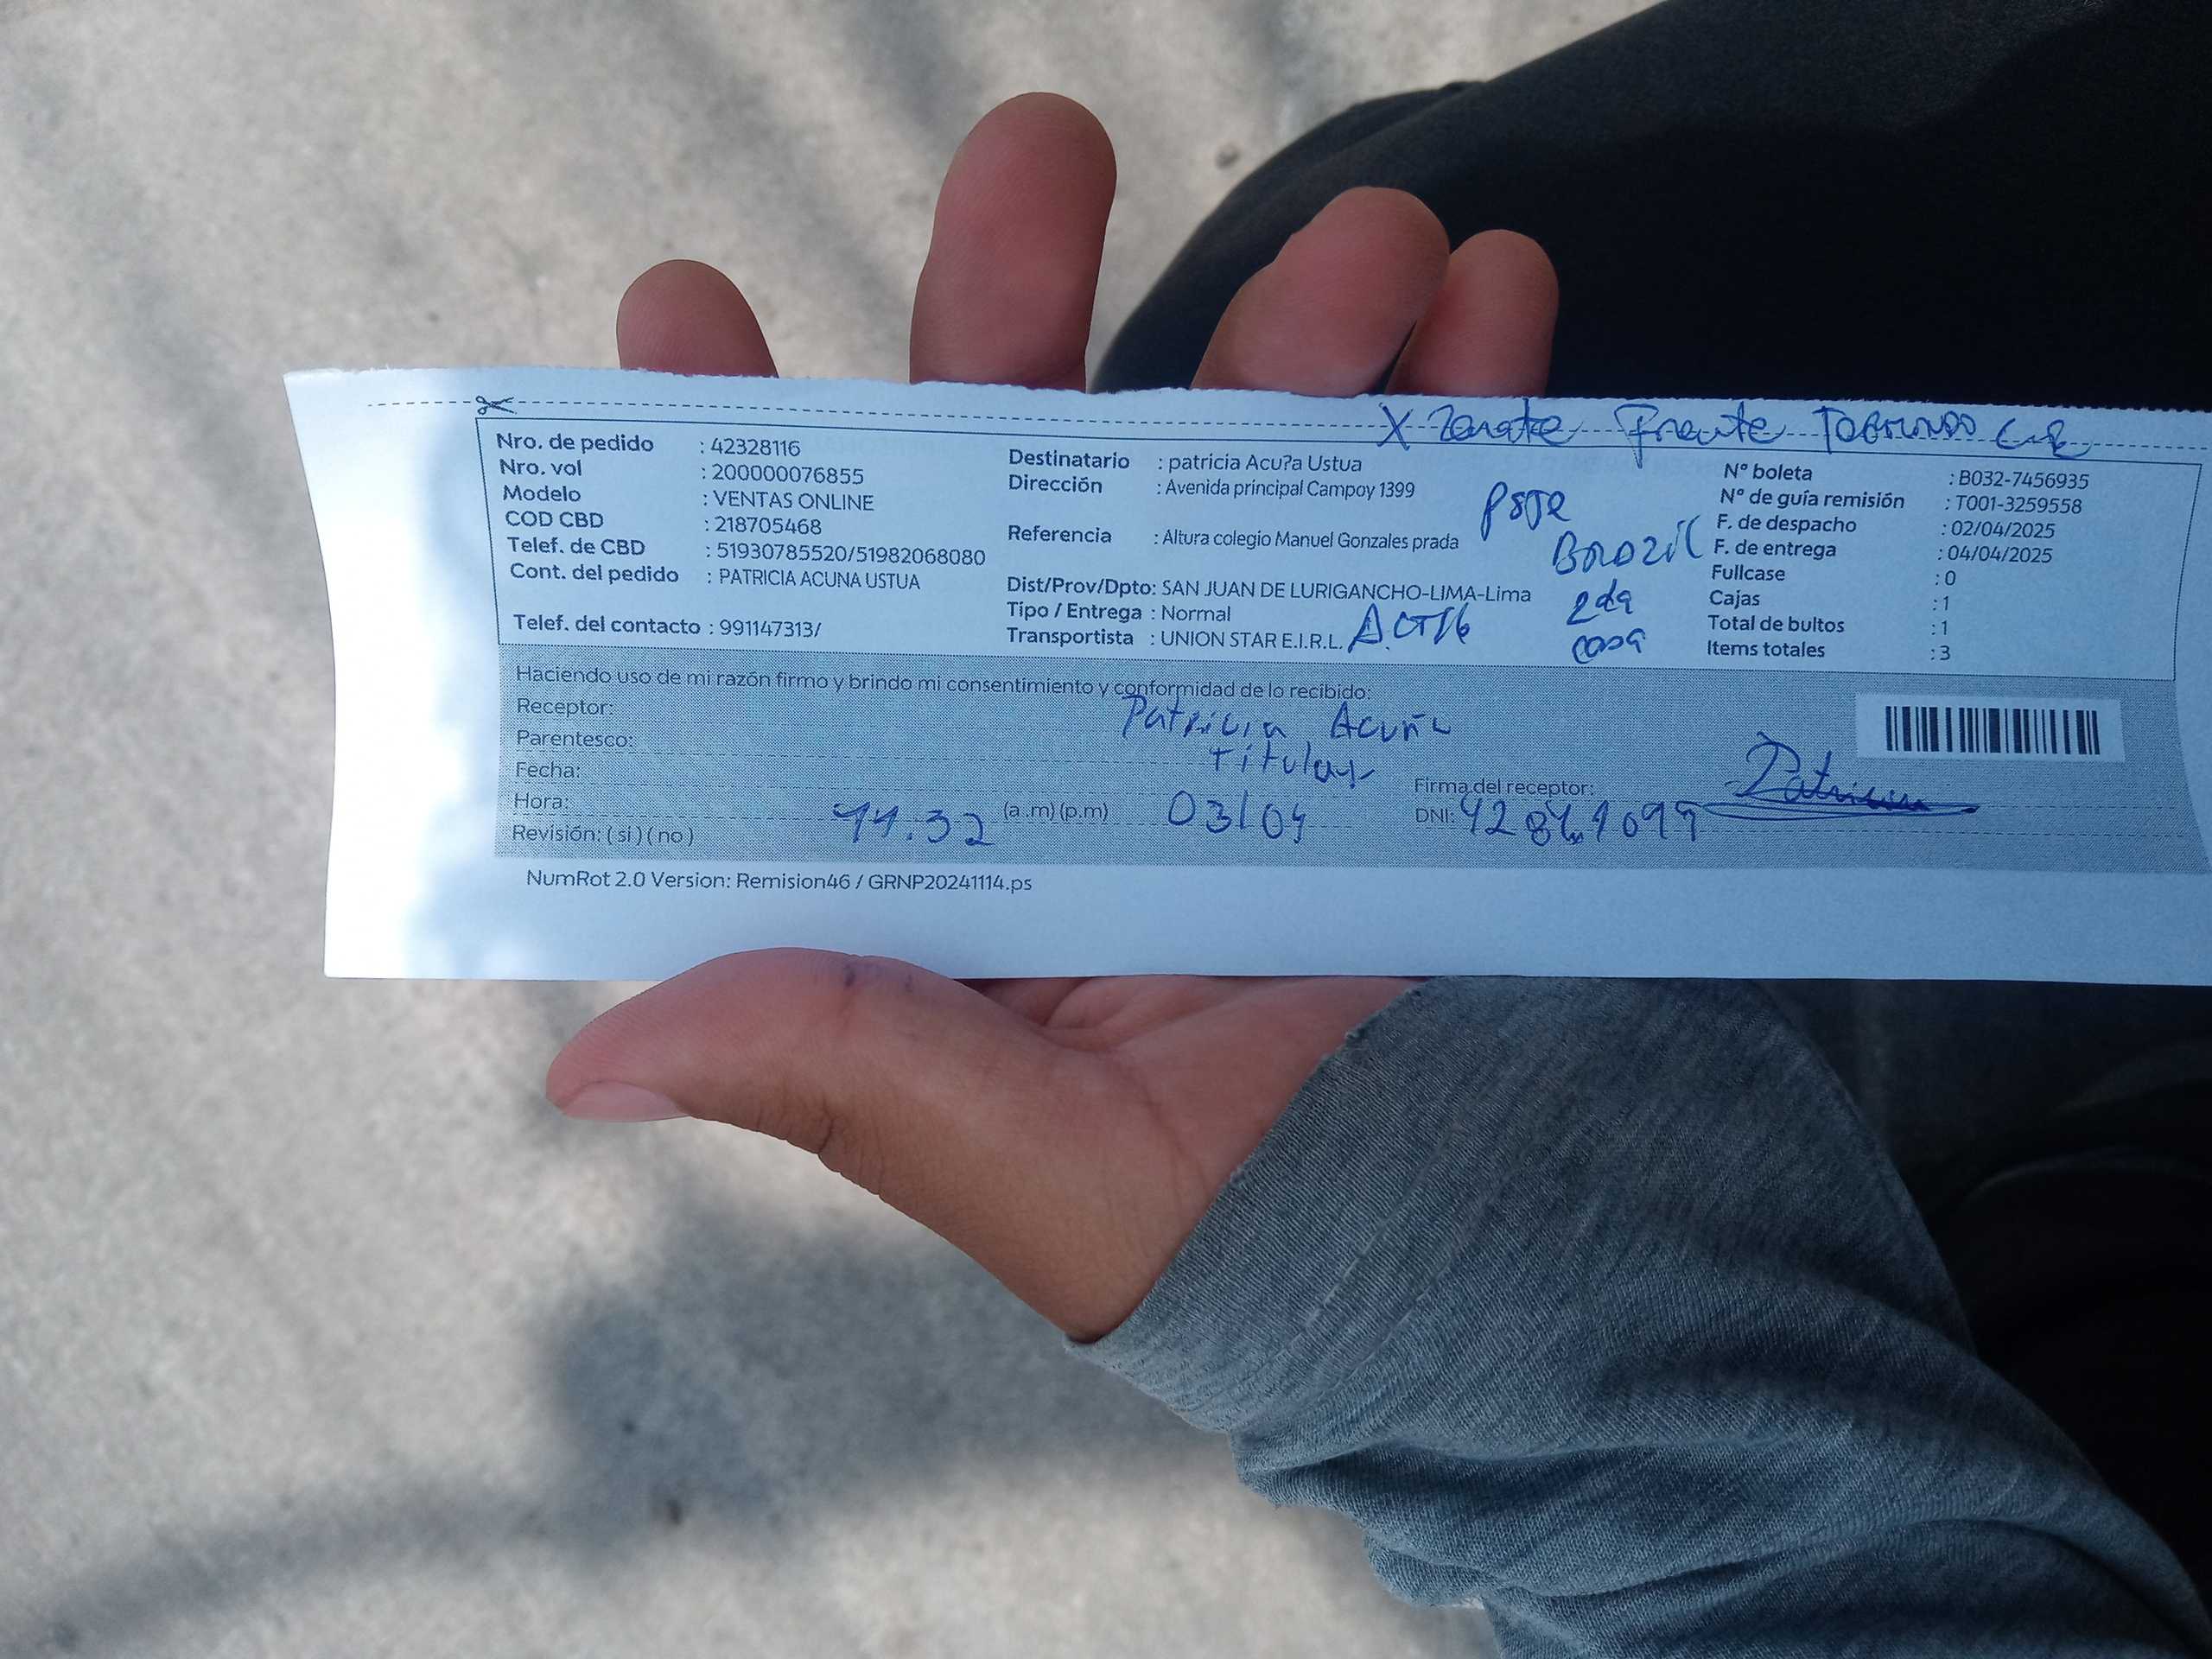 X Zarate Frente
Nro. de pedido : 42328116
Nro. vol : 200000076855
Modelo : VENTAS ONLINE
COD CBD : 218705468
Telef. de CBD : 51930785520/51982068080
Cont. del pedido : PATRICIA ACUNA USTUA
Telef. del contacto : 991147313/
Destinatario : patricia Acu?a Ustua
Dirección : Avenida principal Campoy 1399
Referencia : Altura colegio Manuel Gonzales prada
Dist/Prov/Dpto: SAN JUAN DE LURIGANCHO-LIMA-Lima
Tipo / Entrega : Normal
Transportista : UNION STAR E.I.R.L.
PSJE
Brazil
2da
casa
N° boleta : B032-7456935
N° de guía remisión : T001-3259558
F. de despacho : 02/04/2025
F. de entrega : 04/04/2025
Fullcase : 0
Cajas : 1
Total de bultos : 1
Items totales : 3
Haciendo uso de mi razón firmo y brindo mi consentimiento y conformidad de lo recibido:
Receptor: Patricia Acuña
Parentesco: Titular
Fecha: 03/04
Hora: 11.32 (a.m) (p.m)
Revisión: ( si ) ( no )
Firma del receptor: Patricia
DNI:
NumRot 2.0 Version: Remision46 / GRNP20241114.ps